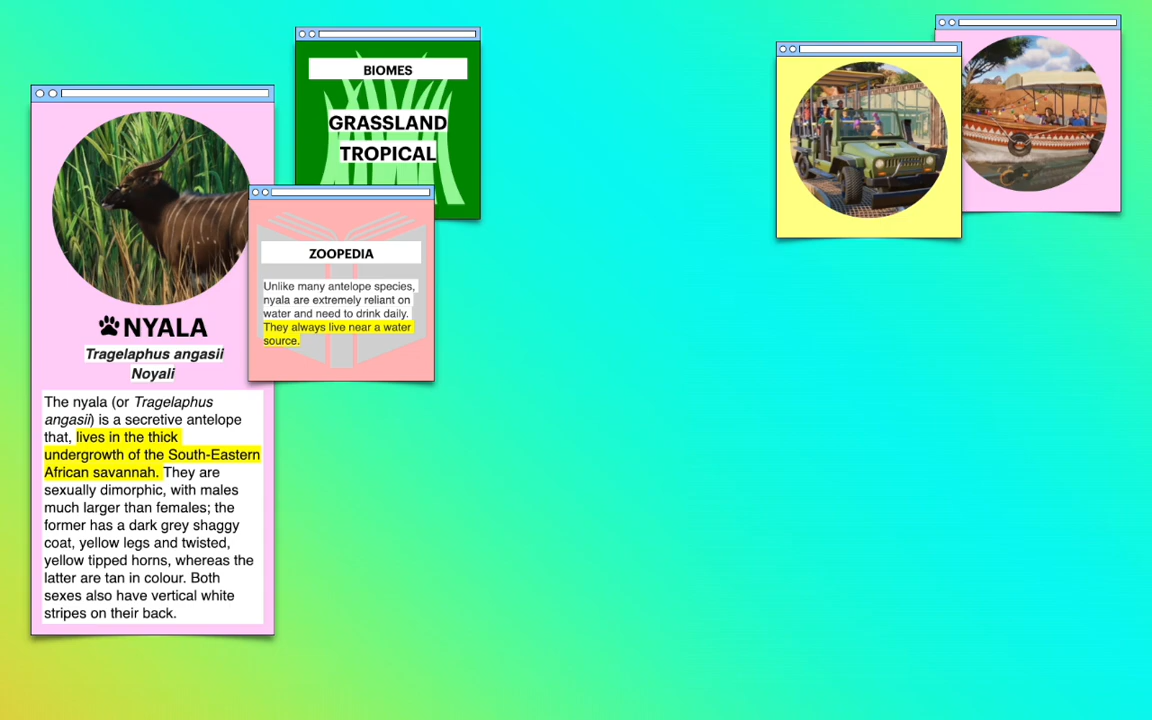 BIOMES
GRASSLAND
TROPICAL
ZOOPEDIA
Unlike many antelope species,
nyala are extremely reliant on
water and need to drink daily.
They always live near a water
source.
NYALA
Tragelaphus angasii
Noyali
The nyala (or Tragelaphus
angasii) is a secretive antelope
that, lives in the thick
undergrowth of the South-Eastern
African savannah. They are
sexually dimorphic, with males
much larger than females; the
former has a dark grey shaggy
coat, yellow legs and twisted,
yellow tipped horns, whereas the
latter are tan in colour. Both
sexes also have vertical white
stripes on their back.